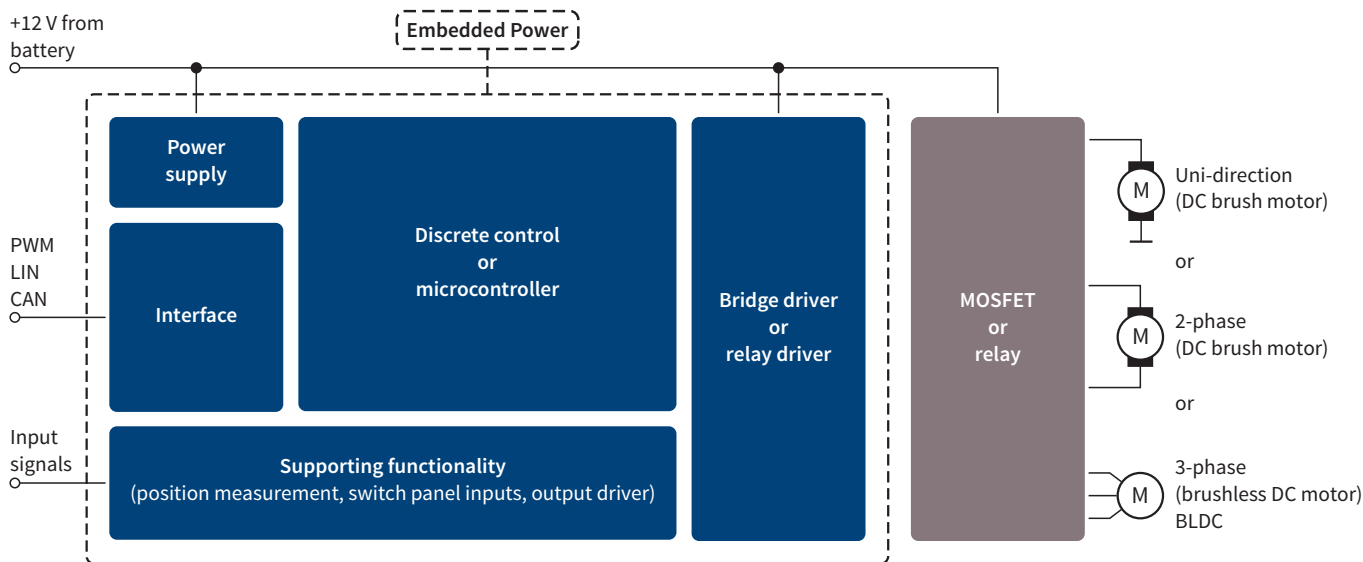 +12 V from
battery
Embedded Power
Power
supply
Discrete control
or
microcontroller
PWM
LIN
CAN
Interface
Bridge driver
or
relay driver
MOSFET
or
relay
M
Uni-direction
(DC brush motor)
or
M
2-phase
(DC brush motor)
or
Input
signals
Supporting functionality
(position measurement, switch panel inputs, output driver)
M
3-phase
(brushless DC motor)
BLDC